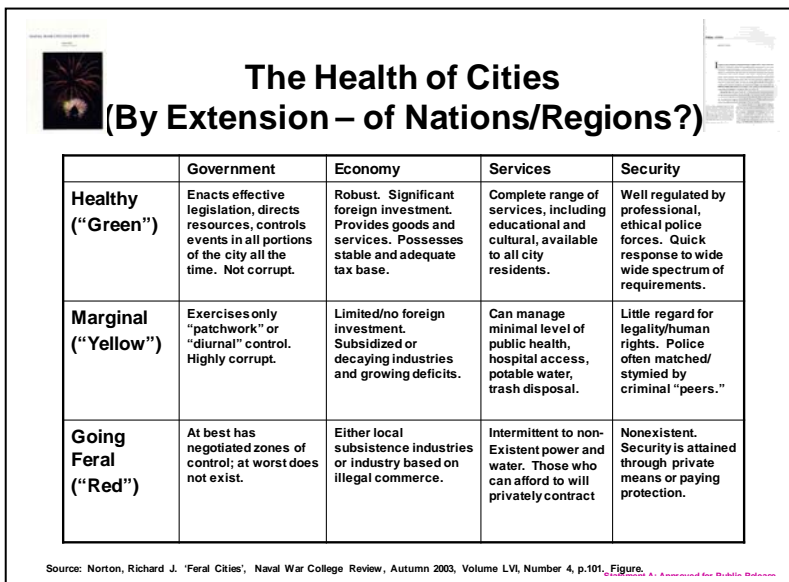 The Health of Cities
(By Extension – of Nations/Regions?)
Government Economy Services Security
Healthy
("Green")
Enacts effective
legislation, directs
resources, controls
events in all portions
of the city all the
time. Not corrupt.
Robust. Significant
foreign investment.
Provides goods and
services. Possesses
stable and adequate
tax base.
Complete range of
services, including
educational and
cultural, available
to all city
residents.
Well regulated by
professional,
ethical police
forces. Quick
response to wide
wide spectrum of
requirements.
Marginal
("Yellow")
Exercises only
“patchwork” or
“diurnal” control.
Highly corrupt.
Limited/no foreign
investment.
Subsidized or
decaying industries
and growing deficits.
Can manage
minimal level of
public health,
hospital access,
potable water,
trash disposal.
Little regard for
legality/human
rights. Police
often matched/
stymied by
criminal “peers.”
Going
Feral
("Red")
At best has
negotiated zones of
control; at worst does
not exist.
Either local
subsistence industries
or industry based on
illegal commerce.
Intermittent to non-
Existent power and
water. Those who
can afford to will
privately contract
Nonexistent.
Security is attained
through private
means or paying
protection.
Source: Norton, Richard J. 'Feral Cities', Naval War College Review, Autumn 2003, Volume LVI, Number 4, p.101. Figure.
Statement A: Approved for Public Release